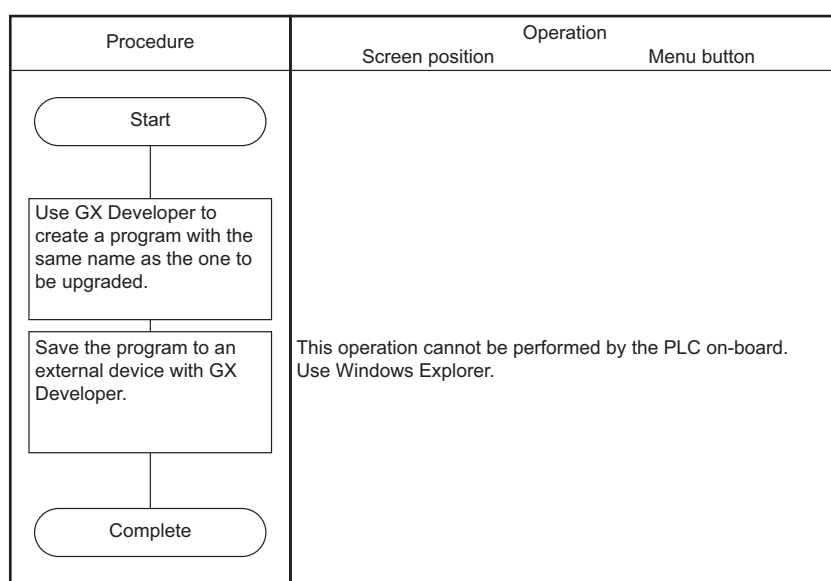 Procedure
Operation
Screen position Menu button
Start
Use GX Developer to
create a program with the
same name as the one to
be upgraded.
Save the program to an
external device with GX
Developer.
This operation cannot be performed by the PLC on-board.
Use Windows Explorer.
Complete